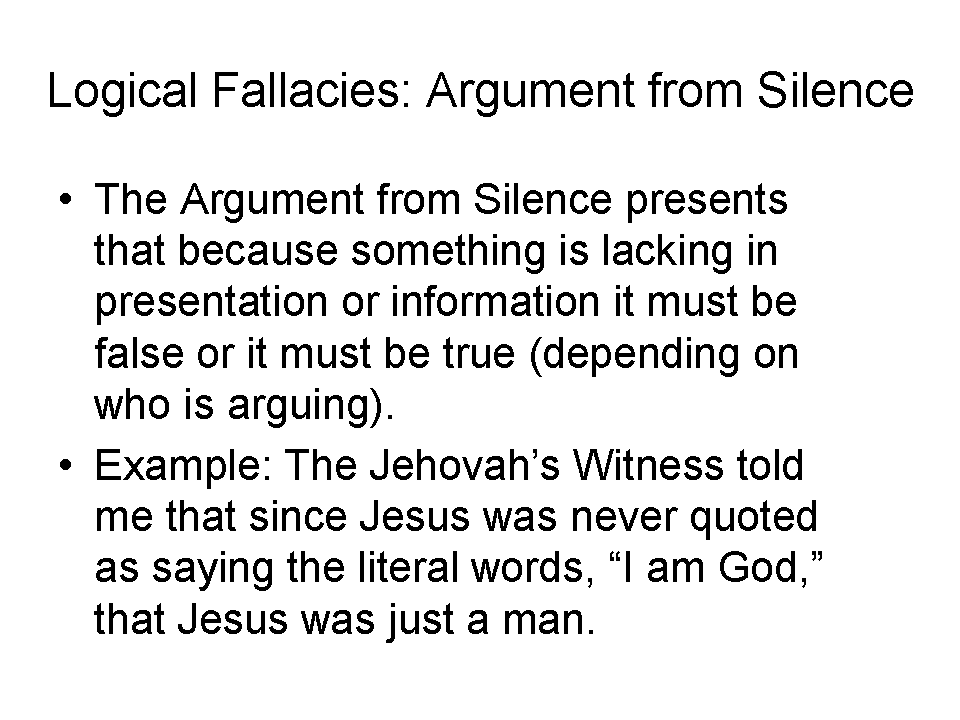 Logical Fallacies: Argument from Silence
• The Argument from Silence presents
that because something is lacking in
presentation or information it must be
false or it must be true (depending on
who is arguing).
• Example: The Jehovah’s Witness told
me that since Jesus was never quoted
as saying the literal words, “I am God,”
that Jesus was just a man.